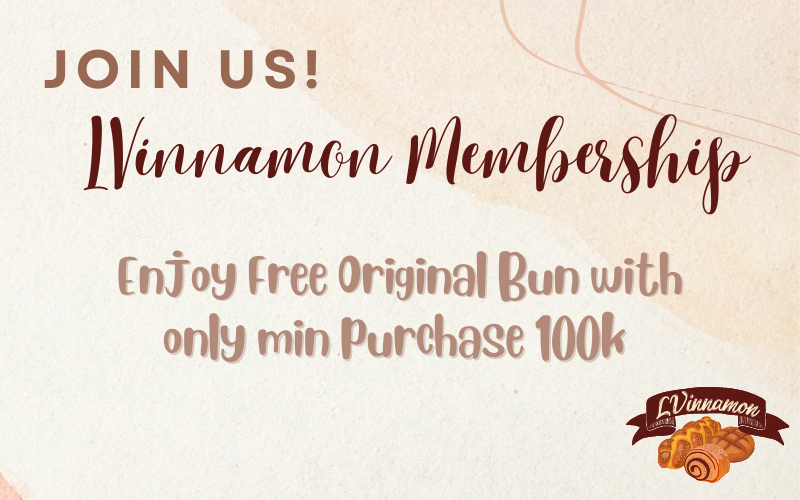 JOIN US!
LVinnamon Membership
Enjoy Free Original Bun with
only min Purchase 100k
LVinnamon